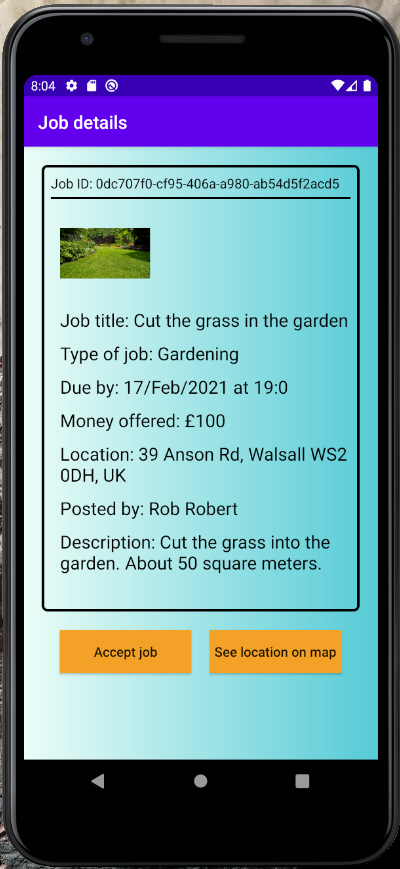 8:04
Job details
Job ID: 0dc707f0-cf95-406a-a980-ab54d5f2acd5
Job title: Cut the grass in the garden
Type of job: Gardening
Due by: 17/Feb/2021 at 19:0
Money offered: £100
Location: 39 Anson Rd, Walsall WS2
0DH, UK
Posted by: Rob Robert
Description: Cut the grass into the
garden. About 50 square meters.
Accept job
See location on map